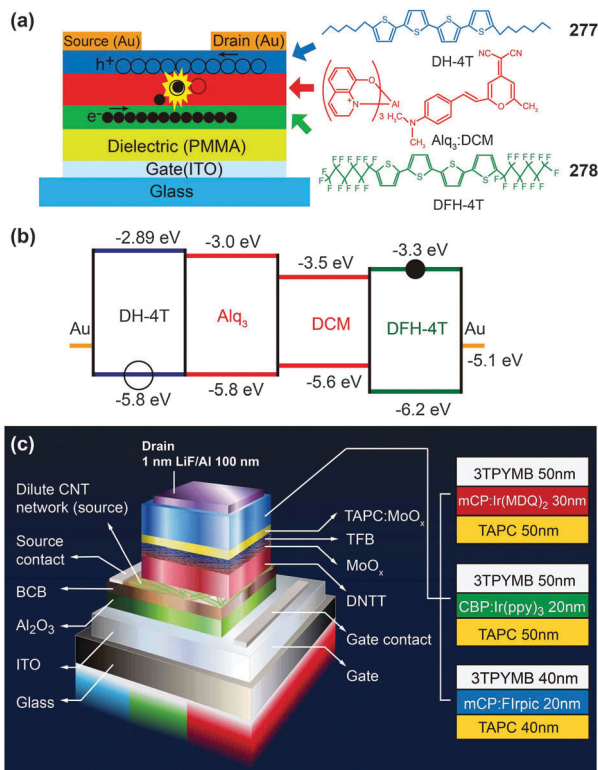 (a)
Source (Au)
Drain (Au)
h+
e-
Dielectric (PMMA)
Gate(ITO)
Glass
277
DH-4T
O
N
+
Al
3
NC
CN
O
CH₃
H₃C
N
CH₃
Alq₃:DCM
278
F F F F F F F F F F F F F
S S S S
F F F F F F F F F F F F F
DFH-4T
(b)
-2.89 eV
-3.0 eV
-3.5 eV
-3.3 eV
DH-4T
Alq₃
DCM
DFH-4T
Au
Au
-5.1 eV
-5.8 eV
-5.8 eV
-5.6 eV
-6.2 eV
(c)
Drain
1 nm LiF/Al 100 nm
Dilute CNT
network (source)
Source
contact
BCB
Al₂O₃
ITO
Glass
TAPC:MoOₓ
TFB
MoOₓ
DNTT
Gate contact
Gate
3TPYMB 50nm
mCP:Ir(MDQ)₂ 30nm
TAPC 50nm
3TPYMB 50nm
CBP:Ir(ppy)₃ 20nm
TAPC 50nm
3TPYMB 40nm
mCP:FIrpic 20nm
TAPC 40nm